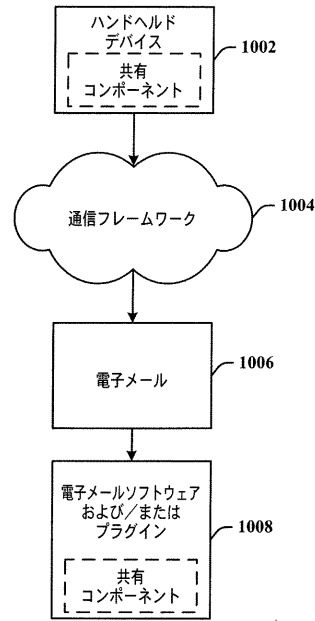 ハンドヘルド
デバイス
共有
コンポーネント
1002
通信フレームワーク
1004
電子メール
1006
電子メールソフトウェア
および/または
プラグイン
共有
コンポーネント
1008